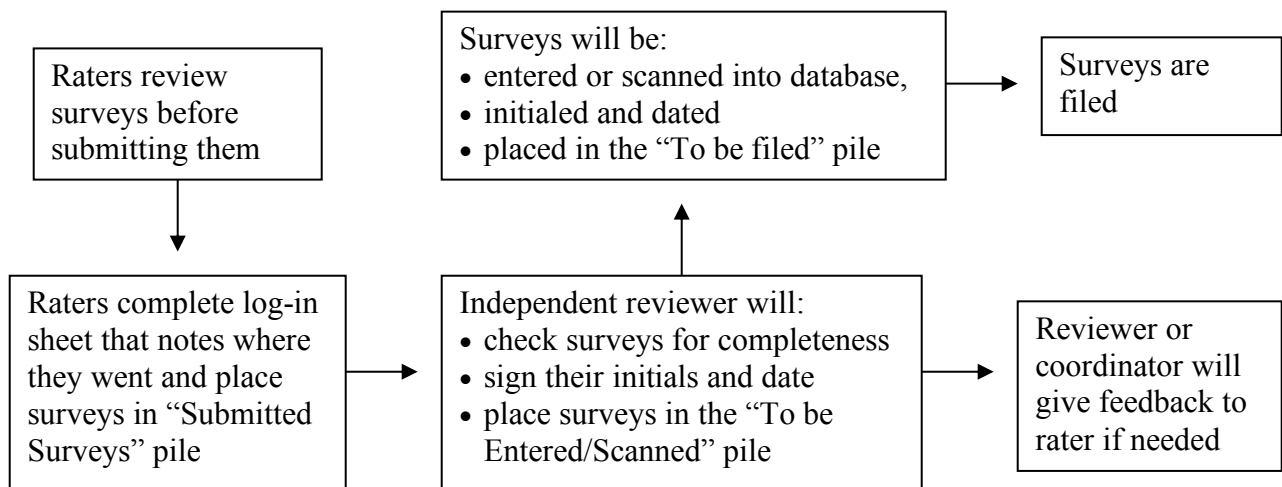 Raters review
surveys before
submitting them
Raters complete log-in
sheet that notes where
they went and place
surveys in “Submitted
Surveys” pile
Independent reviewer will:
• check surveys for completeness
• sign their initials and date
• place surveys in the “To be
Entered/Scanned” pile
Surveys will be:
• entered or scanned into database,
• initialed and dated
• placed in the “To be filed” pile
Surveys are
filed
Reviewer or
coordinator will
give feedback to
rater if needed